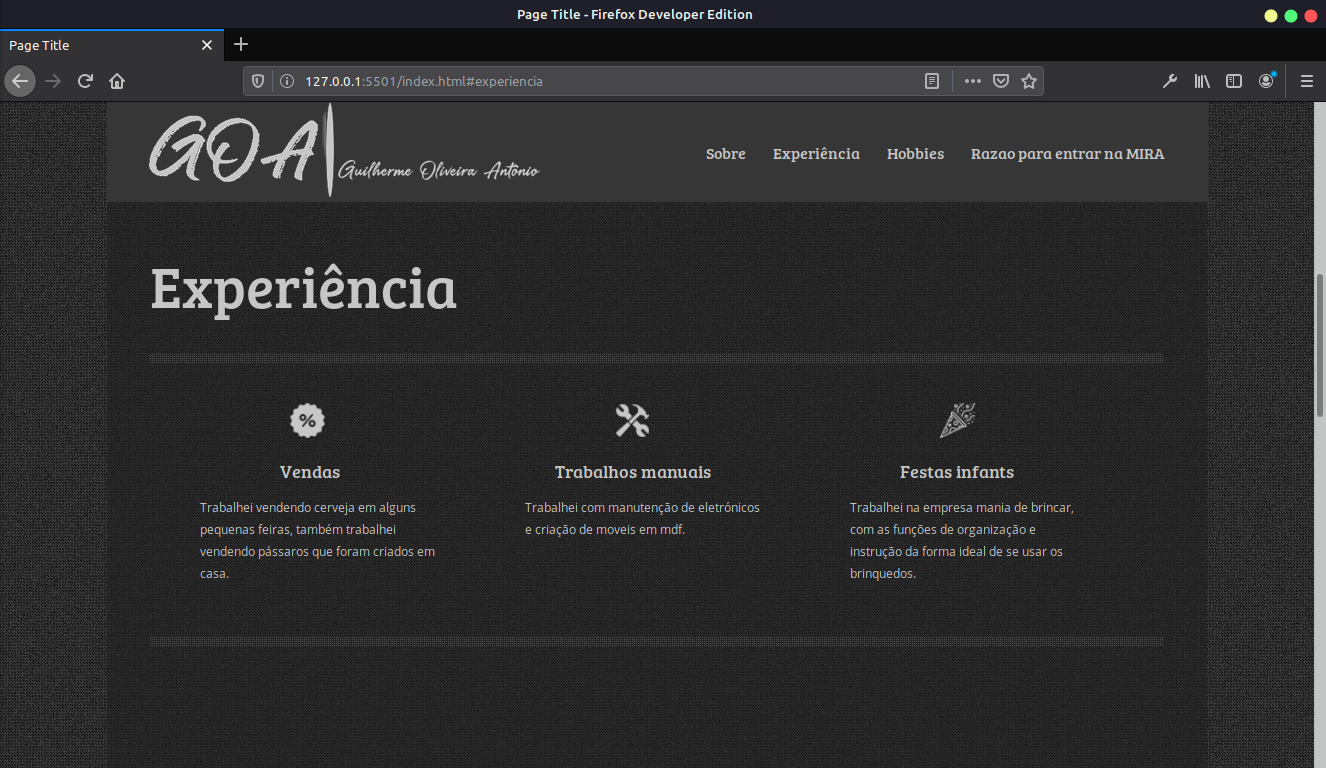 Page Title - Firefox Developer Edition
Page Title
127.0.0.1:5501/index.html#experiencia
GOA
Guilherme Oliveira Antônio
Sobre Experiência Hobbies Razao para entrar na MIRA
Experiência
%
Vendas
Trabalhei vendendo cerveja em alguns
pequenas feiras, também trabalhei
vendendo pássaros que foram criados em
casa.
Trabalhos manuais
Trabalhei com manutenção de eletrónicos
e criação de moveis em mdf.
Festas infants
Trabalhei na empresa mania de brincar,
com as funções de organização e
instrução da forma ideal de se usar os
brinquedos.